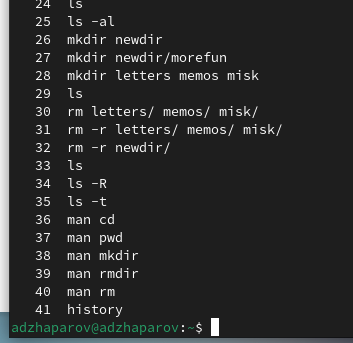 24 ls
25 ls -al
26 mkdir newdir
27 mkdir newdir/morefun
28 mkdir letters memos misk
29 ls
30 rm letters/ memos/ misk/
31 rm -r letters/ memos/ misk/
32 rm -r newdir/
33 ls
34 ls -R
35 ls -t
36 man cd
37 man pwd
38 man mkdir
39 man rmdir
40 man rm
41 history
adzhaparov@adzhaparov:~$